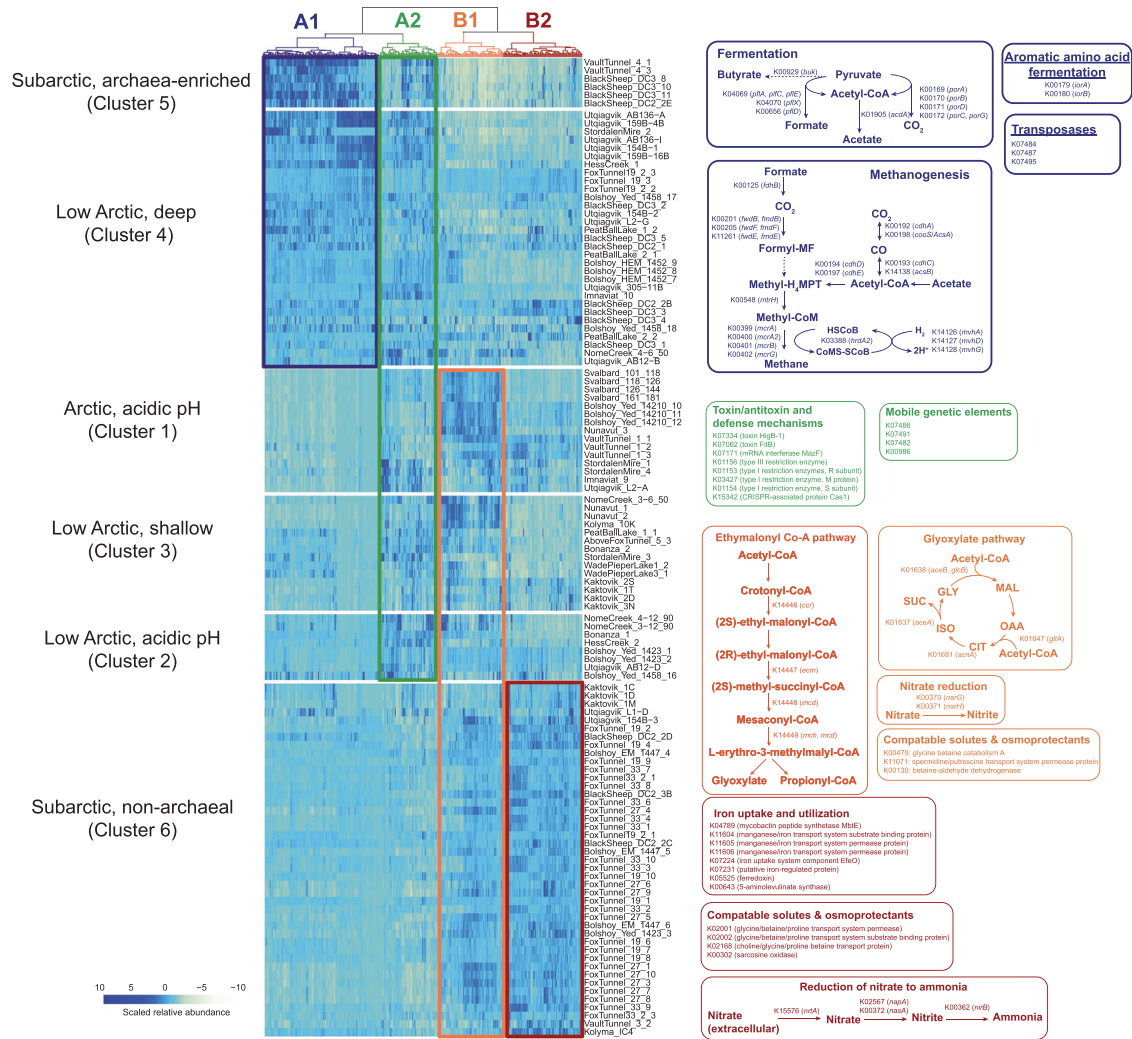 A1 A2 B1 B2
Subarctic, archaea-enriched
(Cluster 5)
VaultTunnel_4_1
VaultTunnel_4_3
BlackSheep_DC3_8
BlackSheep_DC3_10
BlackSheep_DC3_11
BlackSheep_DC2_2E
Low Arctic, deep
(Cluster 4)
Utqiagvik_AB136-A
Utqiagvik_159B-4B
StordalenMire_2
Utqiagvik_AB136-I
Utqiagvik_154B-1
Utqiagvik_159B-16B
HessCreek_1
FoxTunnel19_2_3
FoxTunnel_19_3
FoxTunnel19_2_2
Bolshoy_Yed_1458_17
BlackSheep_DC3_2
Utqiagvik_154B-2
Utqiagvik_L2-G
PeatBallLake_1_2
BlackSheep_DC3_5
BlackSheep_DC2_1
PeatBallLake_2_1
Bolshoy_HEM_1452_9
Bolshoy_HEM_1452_8
Bolshoy_HEM_1452_7
Utqiagvik_305-11B
Imnaviat_10
BlackSheep_DC2_2B
BlackSheep_DC3_3
BlackSheep_DC3_4
Bolshoy_Yed_1458_18
PeatBallLake_2_2
BlackSheep_DC3_1
NomeCreek_4-6_50
Utqiagvik_AB12-B
Arctic, acidic pH
(Cluster 1)
Svalbard_101_118
Svalbard_118_126
Svalbard_126_144
Svalbard_161_181
Bolshoy_Yed_14210_10
Bolshoy_Yed_14210_11
Bolshoy_Yed_14210_12
Nunavut_3
VaultTunnel_1_1
VaultTunnel_1_2
VaultTunnel_1_3
StordalenMire_1
StordalenMire_4
Imnaviat_9
Utqiagvik_L2-A
Low Arctic, shallow
(Cluster 3)
NomeCreek_3-6_50
Nunavut_1
Nunavut_2
Kolyma_10K
PeatBallLake_1_1
AboveFoxTunnel_5_3
Bonanza_2
StordalenMire_3
WadePieperLake1_2
WadePieperLake3_1
Kaktovik_2S
Kaktovik_1T
Kaktovik_2D
Kaktovik_3N
Low Arctic, acidic pH
(Cluster 2)
NomeCreek_4-12_90
NomeCreek_3-12_90
Bonanza_1
HessCreek_2
Bolshoy_Yed_1423_1
Bolshoy_Yed_1423_2
Utqiagvik_AB12-D
Bolshoy_Yed_1458_16
Subarctic, non-archaeal
(Cluster 6)
Kaktovik_1C
Kaktovik_1D
Kaktovik_1M
Utqiagvik_L1-D
Utqiagvik_154B-3
FoxTunnel_19_2
BlackSheep_DC2_2D
FoxTunnel_19_4
Bolshoy_EM_1447_4
FoxTunnel_19_9
FoxTunnel_33_7
FoxTunnel33_2_1
FoxTunnel_33_8
BlackSheep_DC2_3B
FoxTunnel_33_6
FoxTunnel_27_4
FoxTunnel_33_4
FoxTunnel_33_1
FoxTunnel19_2_1
BlackSheep_DC2_2C
Bolshoy_EM_1447_5
FoxTunnel_33_10
FoxTunnel_33_3
FoxTunnel_19_10
FoxTunnel_27_6
FoxTunnel_27_9
FoxTunnel_19_1
FoxTunnel_33_2
FoxTunnel_27_5
Bolshoy_EM_1447_6
Bolshoy_Yed_1423_3
FoxTunnel_19_6
FoxTunnel_19_7
FoxTunnel_19_8
FoxTunnel_27_1
FoxTunnel_27_10
FoxTunnel_27_3
FoxTunnel_27_7
FoxTunnel_27_8
FoxTunnel_33_9
FoxTunnel33_2_3
VaultTunnel_3_2
Kolyma_IC4
10 5 0 −5 −10
Scaled relative abundance
Fermentation
Butyrate K00929 (buk) Pyruvate
K04069 (pflA, pflC, pflE)
K04070 (pflX)
K00656 (pflD)
Acetyl-CoA
K01905 (acdA)
K00169 (porA)
K00170 (porB)
K00171 (porD)
K00172 (porC, porG)
Formate
Acetate
CO2
Aromatic amino acid
fermentation
K00179 (iorA)
K00180 (iorB)
Transposases
K07484
K07487
K07495
Methanogenesis
Formate
K00125 (fdhB)
CO2
K00201 (fwdB, fmdB)
K00205 (fwdF, fmdF)
K11261 (fwdE, fmdE)
Formyl-MF
CO2
K00192 (cdhA)
K00198 (cooS/AcsA)
CO
K00194 (cdhD)
K00197 (cdhE)
K00193 (cdhC)
K14138 (acsB)
Methyl-H4MPT Acetyl-CoA Acetate
K00548 (mtrH)
Methyl-CoM
K00399 (mcrA)
K00400 (mcrA2)
K00401 (mcrB)
K00402 (mcrG)
Methane
HSCoB
K03388 (hrdA2)
CoMS-SCoB
H2
2H+
K14126 (mvhA)
K14127 (mvhD)
K14128 (mvhG)
Toxin/antitoxin and
defense mechanisms
K07334 (toxin HigB-1)
K07062 (toxin FitB)
K07171 (mRNA interferase MazF)
K01156 (type III restriction enzyme)
K01153 (type I restriction enzymes, R subunit)
K03427 (type I restriction enzyme, M protein)
K01154 (type I restriction enzyme, S subunit)
K15342 (CRISPR-assoiated protein Cas1)
Mobile genetic elements
K07486
K07491
K07482
K00986
Ethymalonyl Co-A pathway
Acetyl-CoA
Crotonyl-CoA
K14446 (ccr)
(2S)-ethyl-malonyl-CoA
(2R)-ethyl-malonyl-CoA
K14447 (ecm)
(2S)-methyl-succinyl-CoA
K14448 (mcd)
Mesaconyl-CoA
K14449 (mch, mcd)
L-erythro-3-methylmalyl-CoA
Glyoxylate Propionyl-CoA
Glyoxylate pathway
Acetyl-CoA
K01638 (aceB, glcB)
GLY MAL
SUC
K01637 (aceA)
ISO OAA
K01647 (gltA)
CIT
K01681 (acnA)
Acetyl-CoA
Nitrate reduction
K00370 (narG)
K00371 (narH)
Nitrate Nitrite
Compatable solutes & osmoprotectants
K00479: glycine betaine catabolism A
K11071: spermidine/putrescine transport system permease protein
K00130: betaine-aldehyde dehydrogenase
Iron uptake and utilization
K04789 (mycobactin peptide synthetase MbtE)
K11604 (manganese/iron transport system substrate binding protein)
K11605 (manganese/iron transport system permease protein)
K11606 (manganese/iron transport system permease protein)
K07224 (iron uptake system component EfeO)
K07231 (putative iron-regulated protein)
K05525 (ferredoxin)
K00643 (5-aminolevulinate synthase)
Compatable solutes & osmoprotectants
K02001 (glycine/betaine/proline transport system permease)
K02002 (glycine/betaine/proline transport system substrate binding protein)
K02168 (choline/glycine/proline betaine transport protein)
K00302 (sarcosine oxidase)
Reduction of nitrate to ammonia
Nitrate
(extracellular)
K15576 (nrtA)
Nitrate
K02567 (napA)
K00372 (nasA)
Nitrite
K00362 (nirB)
Ammonia